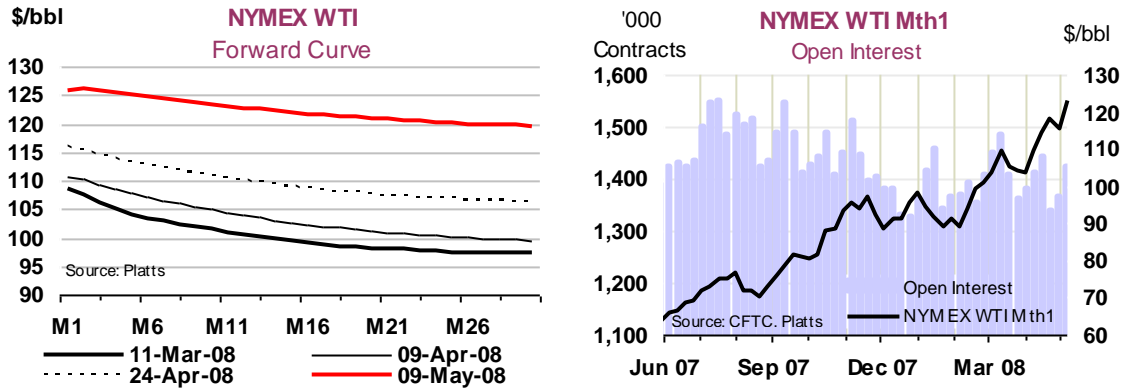 $/bbl
NYMEX WTI
Forward Curve
130
125
120
115
110
105
100
95
90
Source: Platts
M1 M6 M11 M16 M21 M26
11-Mar-08 09-Apr-08
24-Apr-08 09-May-08
'000
Contracts
NYMEX WTI Mth1
Open Interest
$/bbl
1,600 130
1,500 120
1,400 110
1,300 100
1,200 90
1,100 80
70
60
Open Interest
NYMEX WTI Mth1
Source: CFTC. Platts
Jun 07 Sep 07 Dec 07 Mar 08